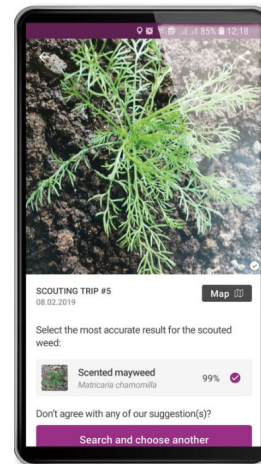 85% 12:18
SCOUTING TRIP #5
Map
08.02.2019
Select the most accurate result for the scouted
weed:
Scented mayweed
99%
Matricaria chamomilla
Don't agree with any of our suggestion(s)?
Search and choose another